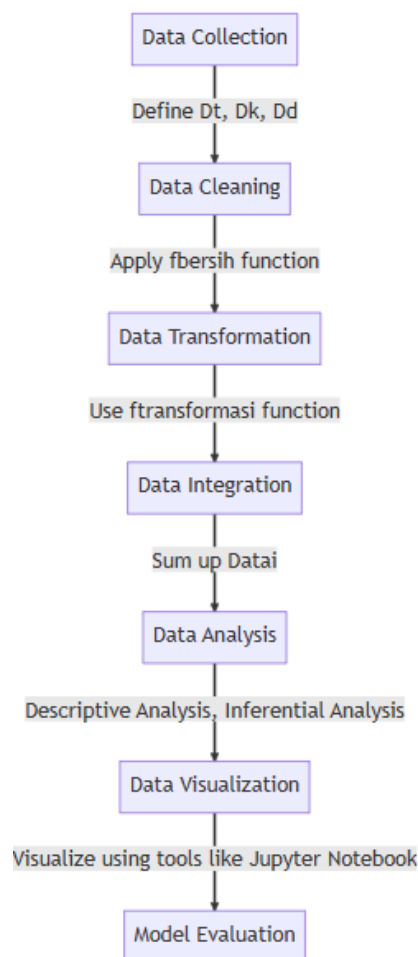 Data Collection
Define Dt, Dk, Dd
Data Cleaning
Apply fbersih function
Data Transformation
Use ftransformasi function
Data Integration
Sum up Datai
Data Analysis
Descriptive Analysis, Inferential Analysis
Data Visualization
Visualize using tools like Jupyter Notebook
Model Evaluation